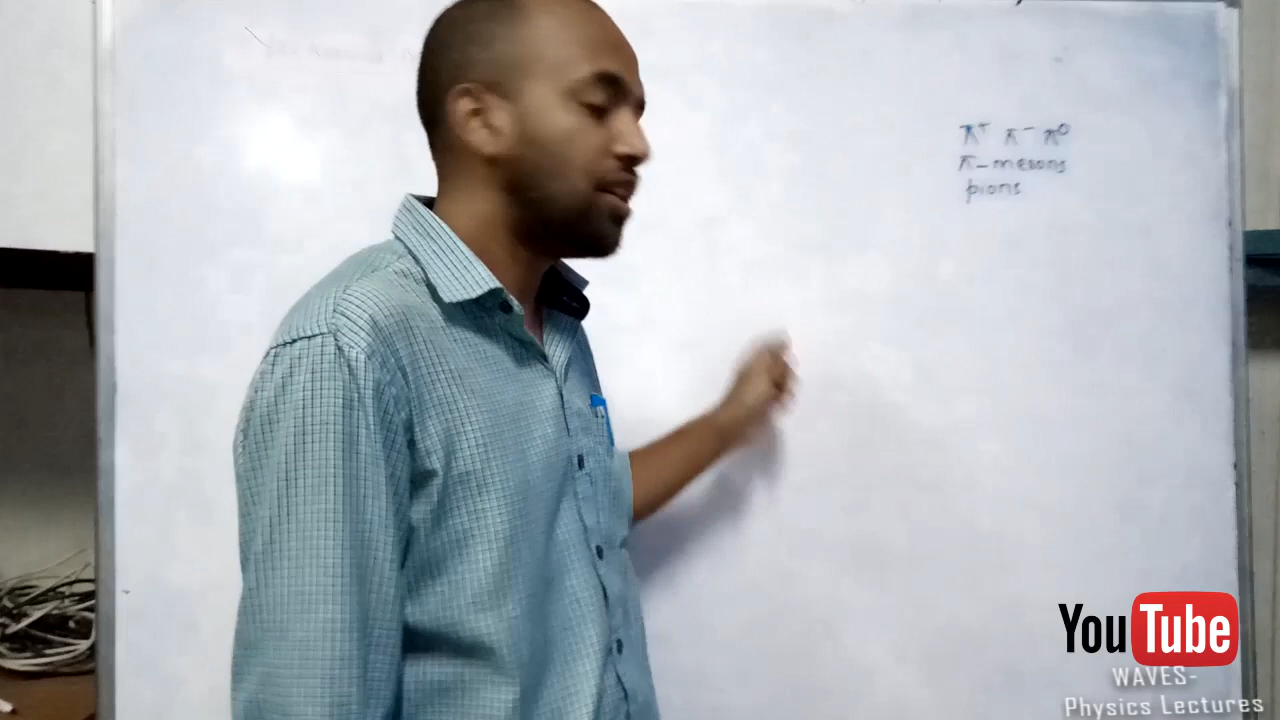 π⁺ π⁻ π⁰
π-mesons
pions
YouTube
WAVES-
Physics Lectures